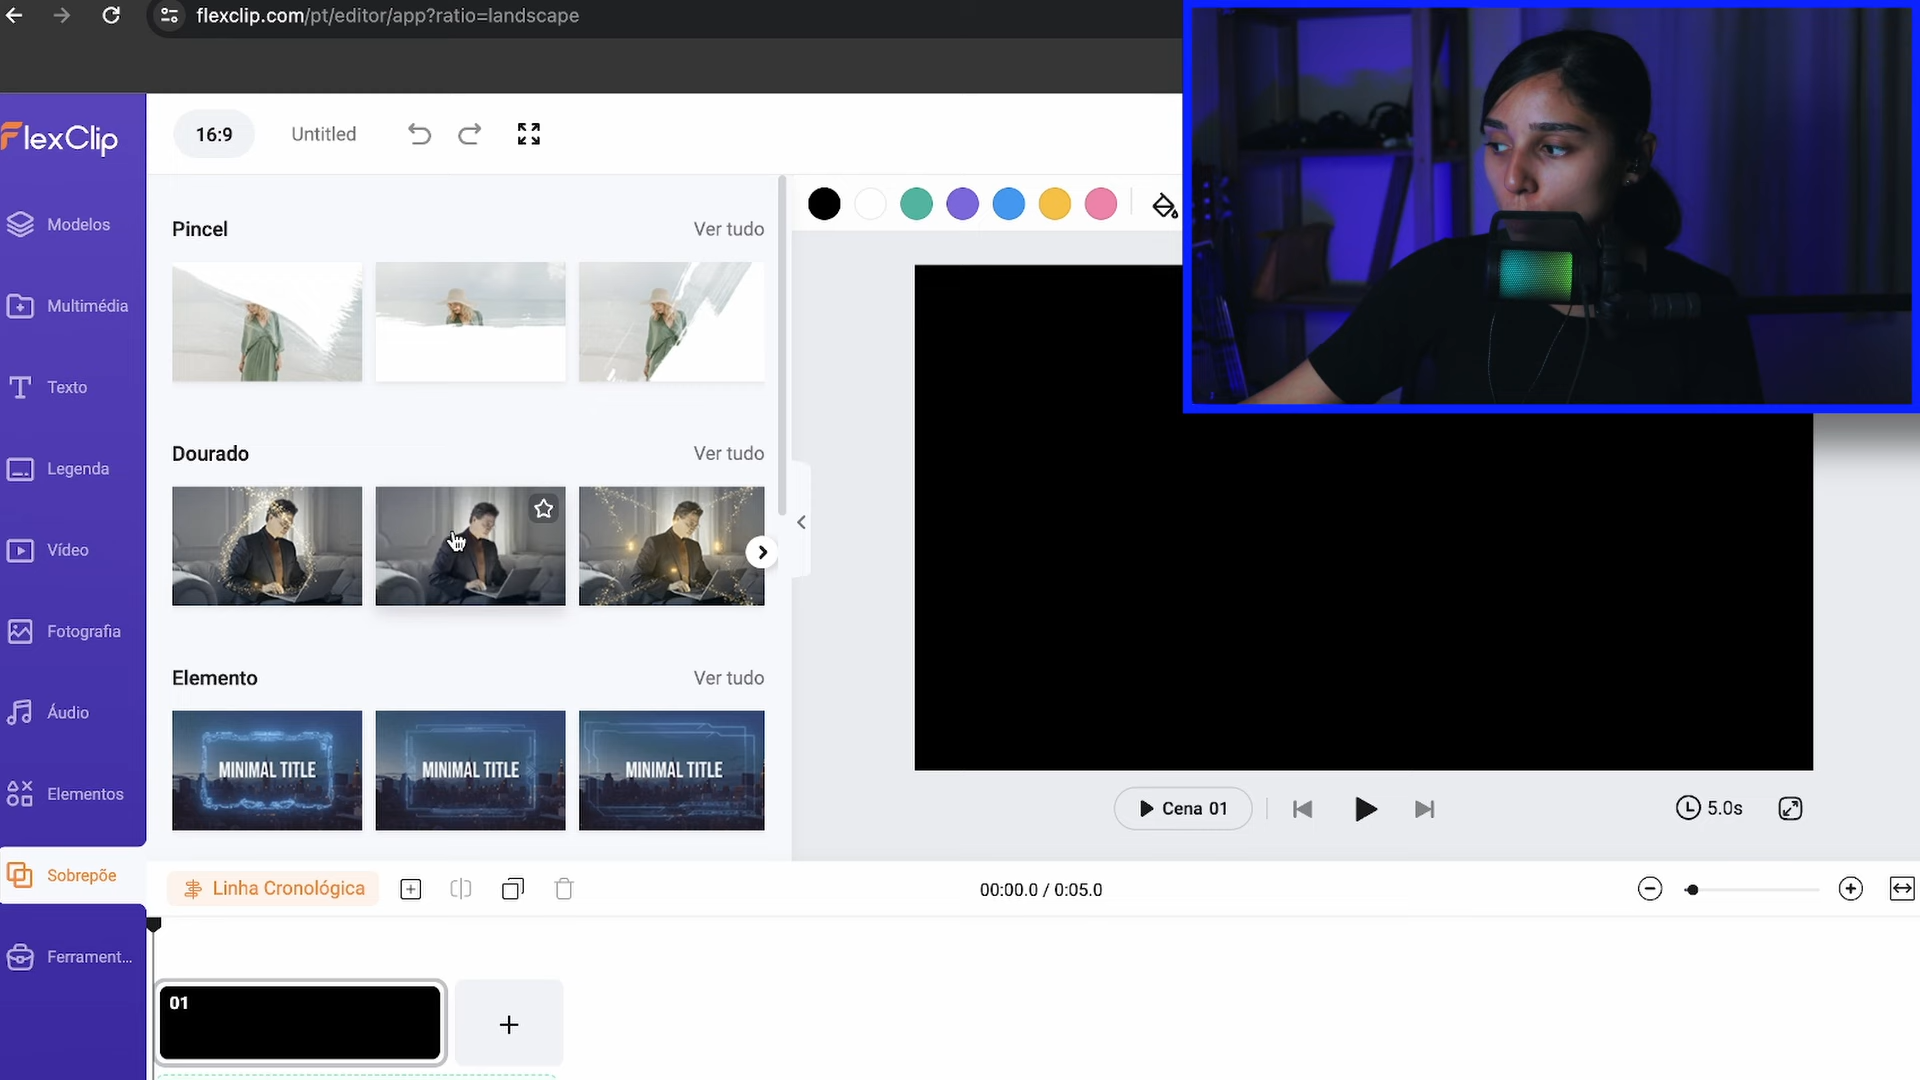 flexclip.com/pt/editor/app?ratio=landscape
FlexClip
16:9
Untitled
Modelos
Multimédia
Texto
Legenda
Vídeo
Fotografia
Áudio
Elementos
Sobrepõe
Ferrament...
Pincel
Ver tudo
Dourado
Ver tudo
Elemento
Ver tudo
MINIMAL TITLE
MINIMAL TITLE
MINIMAL TITLE
Cena 01
5.0s
Linha Cronológica
00:00.0 / 0:05.0
01